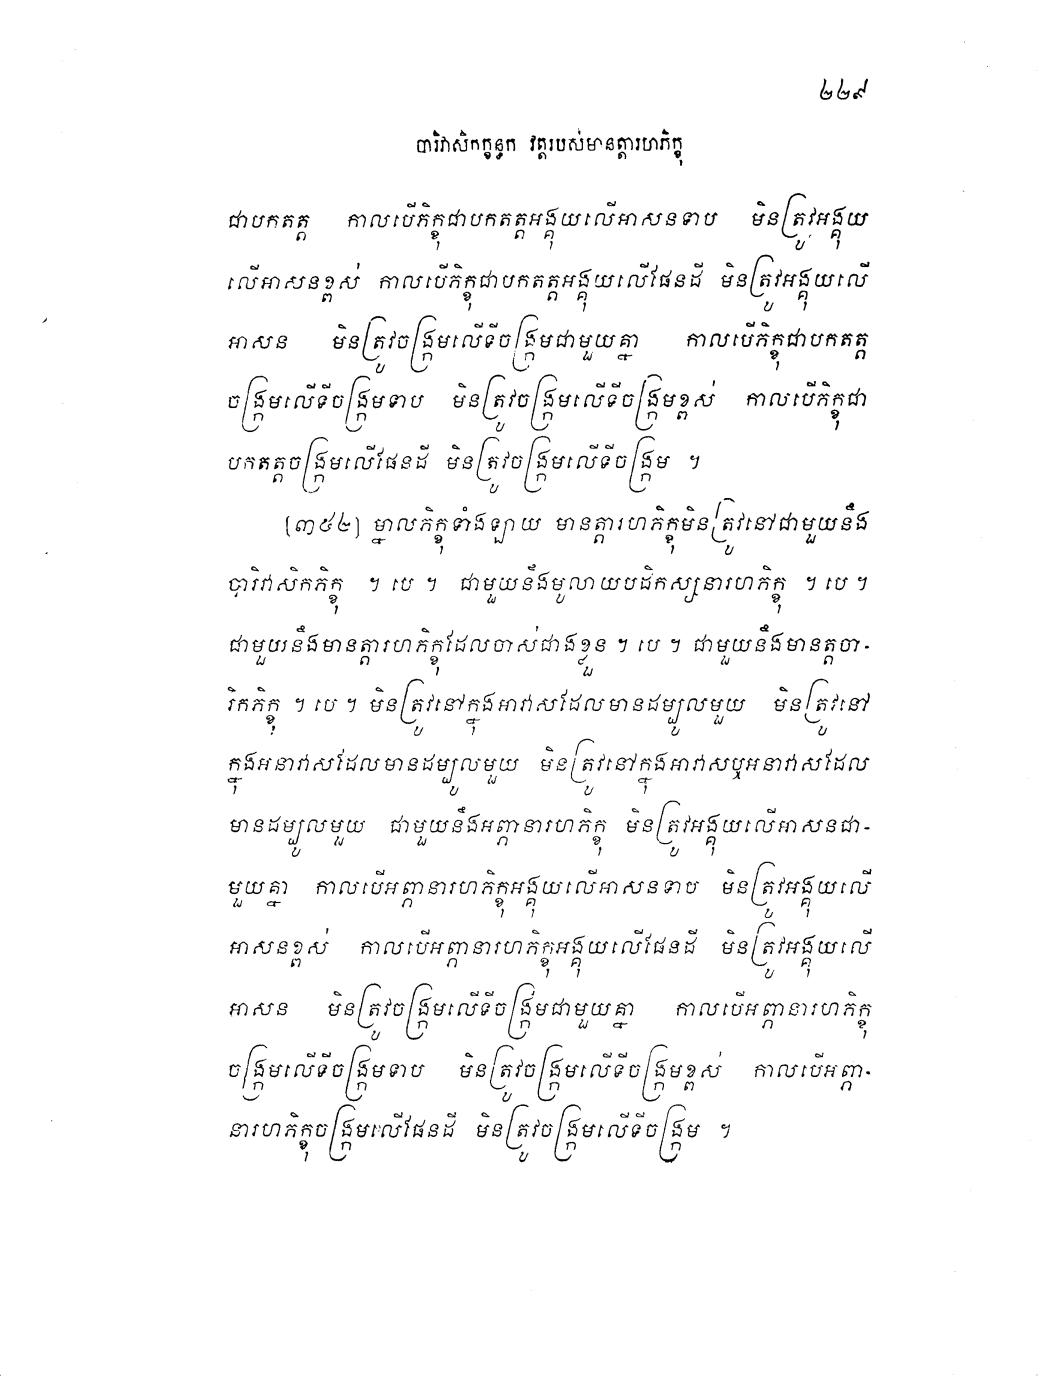 ២២៩
បារិវាសិកក្ខន្ធក វត្តរបស់មានត្តារហភិក្ខុ
ជាបកតត្ត កាលបើភិក្ខុជាបកតត្តអង្គុយលើអាសនទាប មិនត្រូវអង្គុយ
លើអាសនខ្ពស់ កាលបើភិក្ខុជាបកតត្តអង្គុយលើផែនដី មិនត្រូវអង្គុយលើ
អាសន មិនត្រូវចង្ក្រមលើទីចង្ក្រមជាមួយគ្នា កាលបើភិក្ខុជាបកតត្ត
ចង្ក្រមលើទីចង្ក្រមទាប មិនត្រូវចង្ក្រមលើទីចង្ក្រមខ្ពស់ កាលបើភិក្ខុជា
បកតត្តចង្ក្រមលើផែនដី មិនត្រូវចង្ក្រមលើទីចង្ក្រម ។
[៣៤២] ម្នាលភិក្ខុទាំងឡាយ មានត្តារហភិក្ខុមិនត្រូវនៅជាមួយនឹង
បារិវាសិកភិក្ខុ ។ បេ ។ ជាមួយនឹងមូលាយបដិកស្សនារហភិក្ខុ ។ បេ ។
ជាមួយនឹងមានត្តារហភិក្ខុដែលចាស់ជាងខ្លួន ។ បេ ។ ជាមួយនឹងមានត្តចា-
រិកភិក្ខុ ។ បេ ។ មិនត្រូវនៅក្នុងអាវាសដែលមានដម្បូលមួយ មិនត្រូវនៅ
ក្នុងអនាវាសដែលមានដម្បូលមួយ មិនត្រូវនៅក្នុងអាវាសឬអនាវាសដែល
មានដម្បូលមួយ ជាមួយនឹងអព្ភានារហភិក្ខុ មិនត្រូវអង្គុយលើអាសនជា-
មួយគ្នា កាលបើអព្ភានារហភិក្ខុអង្គុយលើអាសនទាប មិនត្រូវអង្គុយលើ
អាសនខ្ពស់ កាលបើអព្ភានារហភិក្ខុអង្គុយលើផែនដី មិនត្រូវអង្គុយលើ
អាសន មិនត្រូវចង្ក្រមលើទីចង្ក្រមជាមួយគ្នា កាលបើអព្ភានារហភិក្ខុ
ចង្ក្រមលើទីចង្ក្រមទាប មិនត្រូវចង្ក្រមលើទីចង្ក្រមខ្ពស់ កាលបើអព្ភា-
នារហភិក្ខុចង្ក្រមលើផែនដី មិនត្រូវចង្ក្រមលើទីចង្ក្រម ។